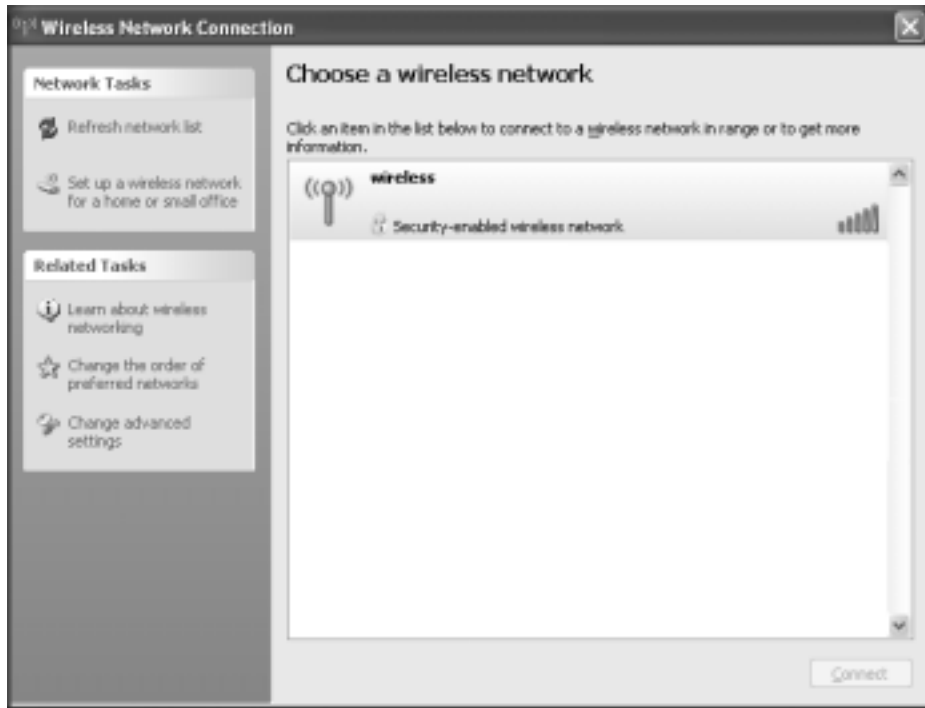 Wireless Network Connection
Network Tasks
Refresh network list
Set up a wireless network
for a home or small office
Related Tasks
Learn about wireless
networking
Change the order of
preferred networks
Change advanced
settings
Choose a wireless network
Click an item in the list below to connect to a wireless network in range or to get more
information.
wireless
Security-enabled wireless network
Connect